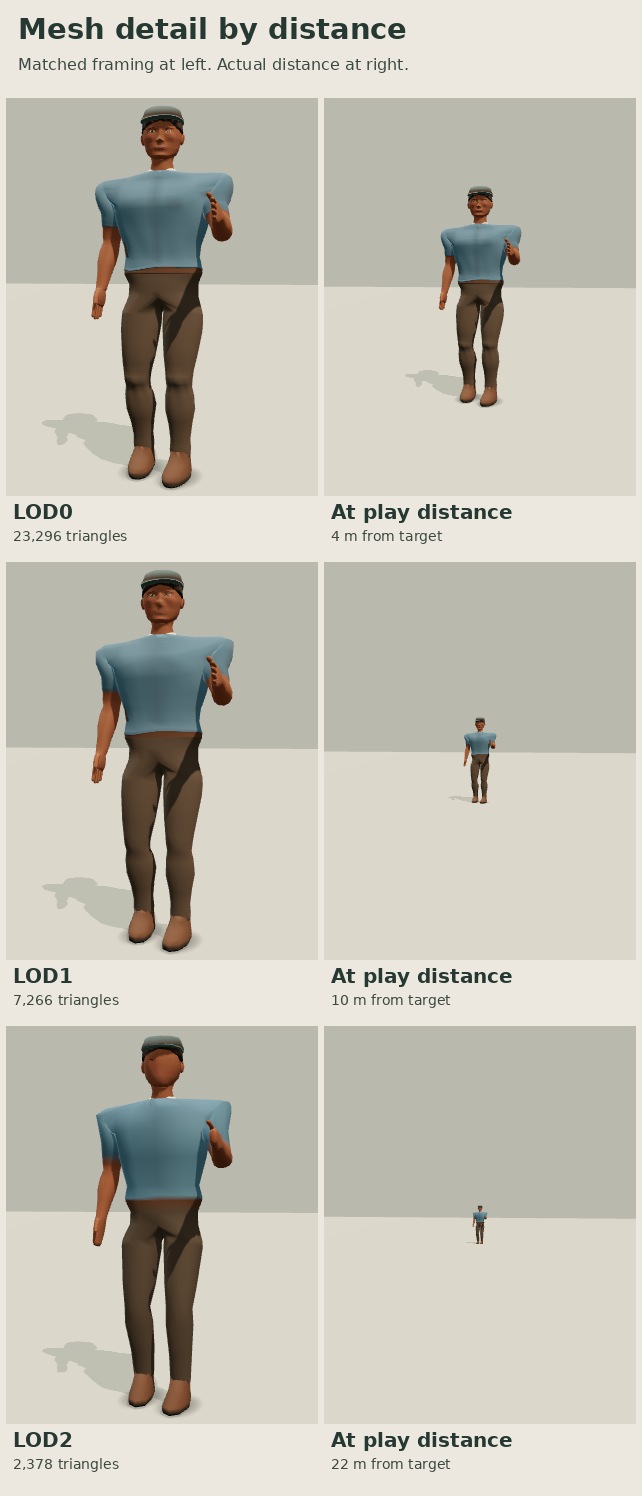 Mesh detail by distance
Matched framing at left. Actual distance at right.
LOD0
23,296 triangles
At play distance
4 m from target
LOD1
7,266 triangles
At play distance
10 m from target
LOD2
2,378 triangles
At play distance
22 m from target